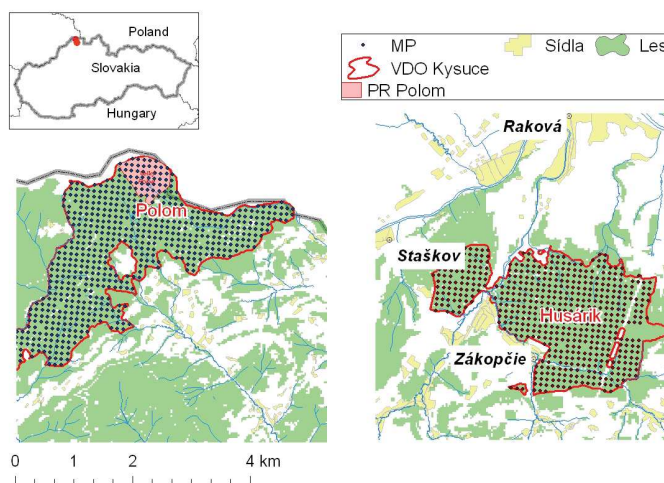 Poland
Slovakia
Hungary
MP
Sídla
Les
VDO Kysuce
PR Polom
Polom
Raková
Staškov
Husárik
Zákopčie
0
2
4 km